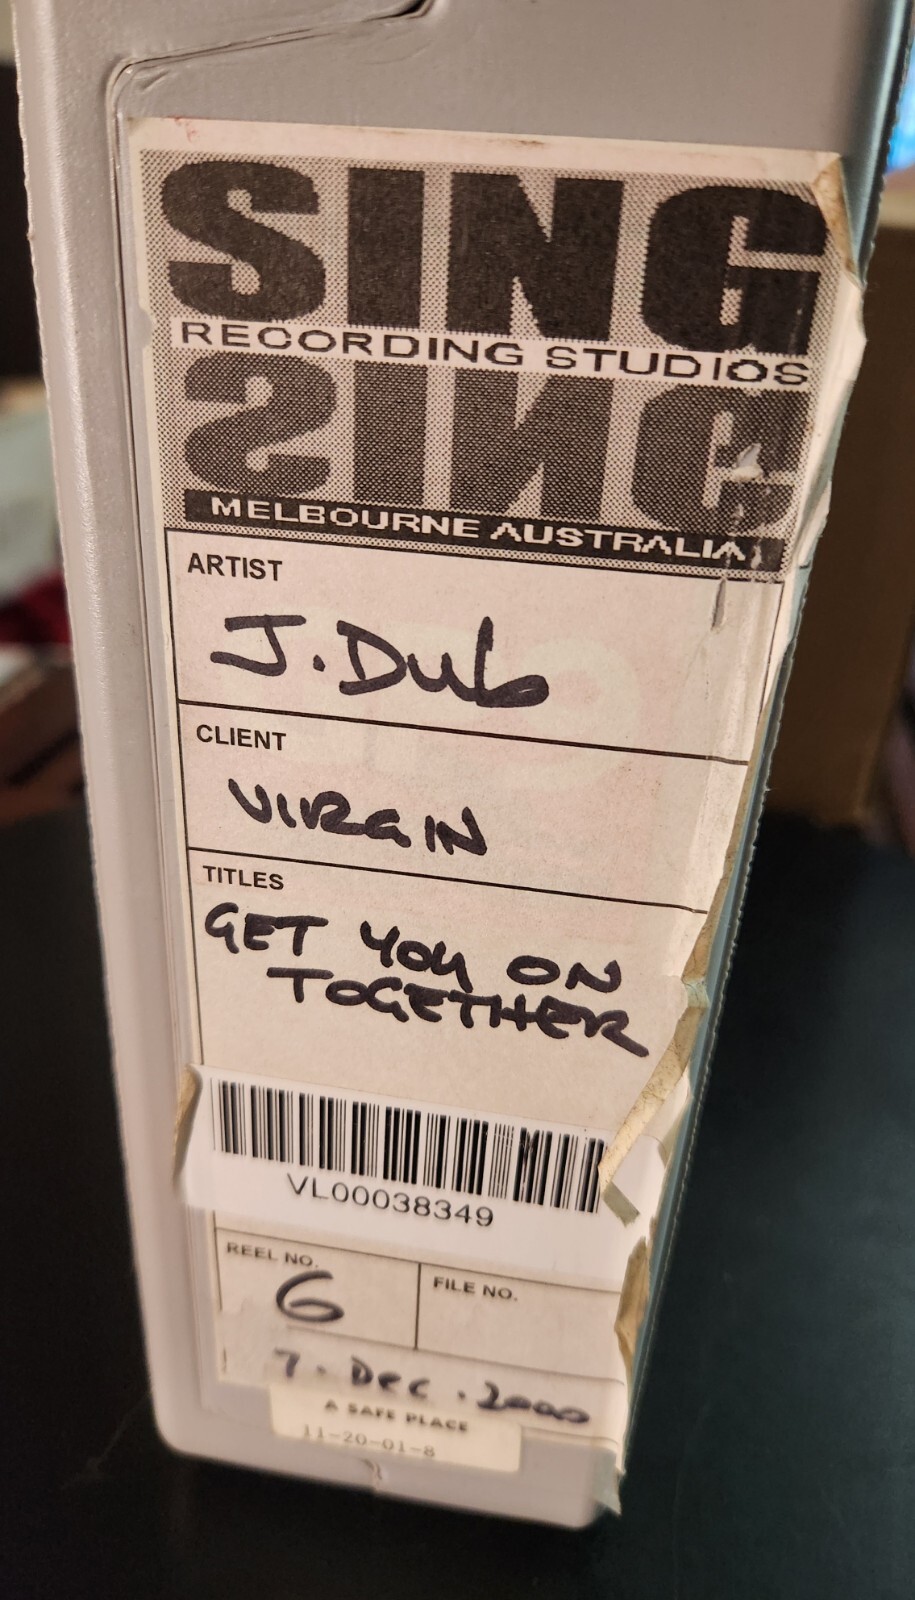 SING
RECORDING STUDIOS
SING
MELBOURNE AUSTRALIA
ARTIST
J. Dub
CLIENT
VIRGIN
TITLES
GET YOU ON
TOGETHER
VL00038349
REEL NO.
6
FILE NO.
7. Dec. 2000
A SAFE PLACE
11-20-01-8